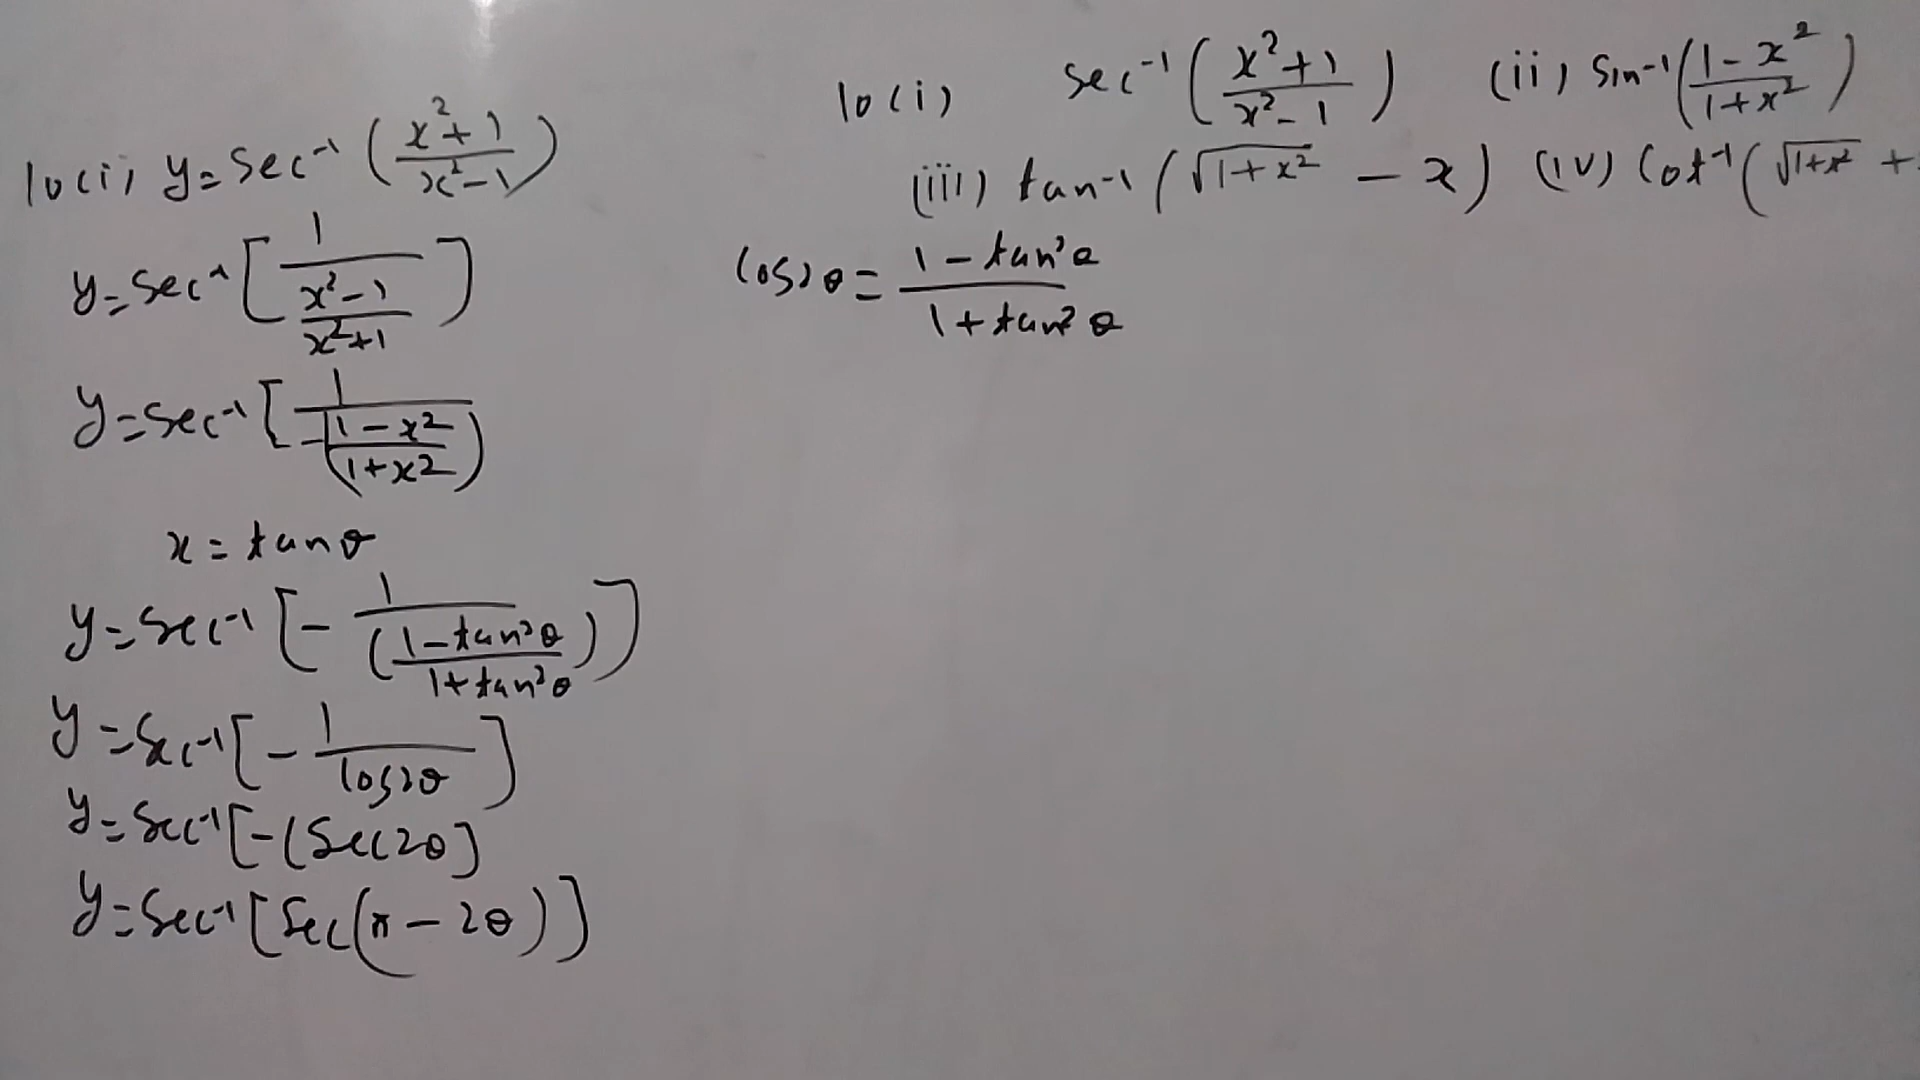 10(i) sec⁻¹(x²+1/x²-1) (ii) Sin⁻¹(1-x²/1+x²)
(iii) tan⁻¹(√1+x² - x) (iv) Cot⁻¹(√1+x² +
Cos2θ = 1-tan²θ/1+tan²θ
10(i) y=Sec⁻¹(x²+1/x²-1)
y=Sec⁻¹[1/(x²-1/x²+1)]
y=Sec⁻¹[1/-(1-x²/1+x²)
x = tanθ
y=Sec⁻¹[-1/(1-tan²θ/1+tan²θ)]
y=Sec⁻¹[-1/Cos2θ]
y=Sec⁻¹[-(Sec2θ]
y=Sec⁻¹[Sec(π-2θ)]